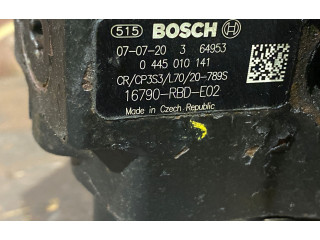 515 BOSCH
07-07-20 3 64953
0 445 010 141
CR/CP3S3/L70/20-789S
16790-RBD-E02
Made in Czech Republic